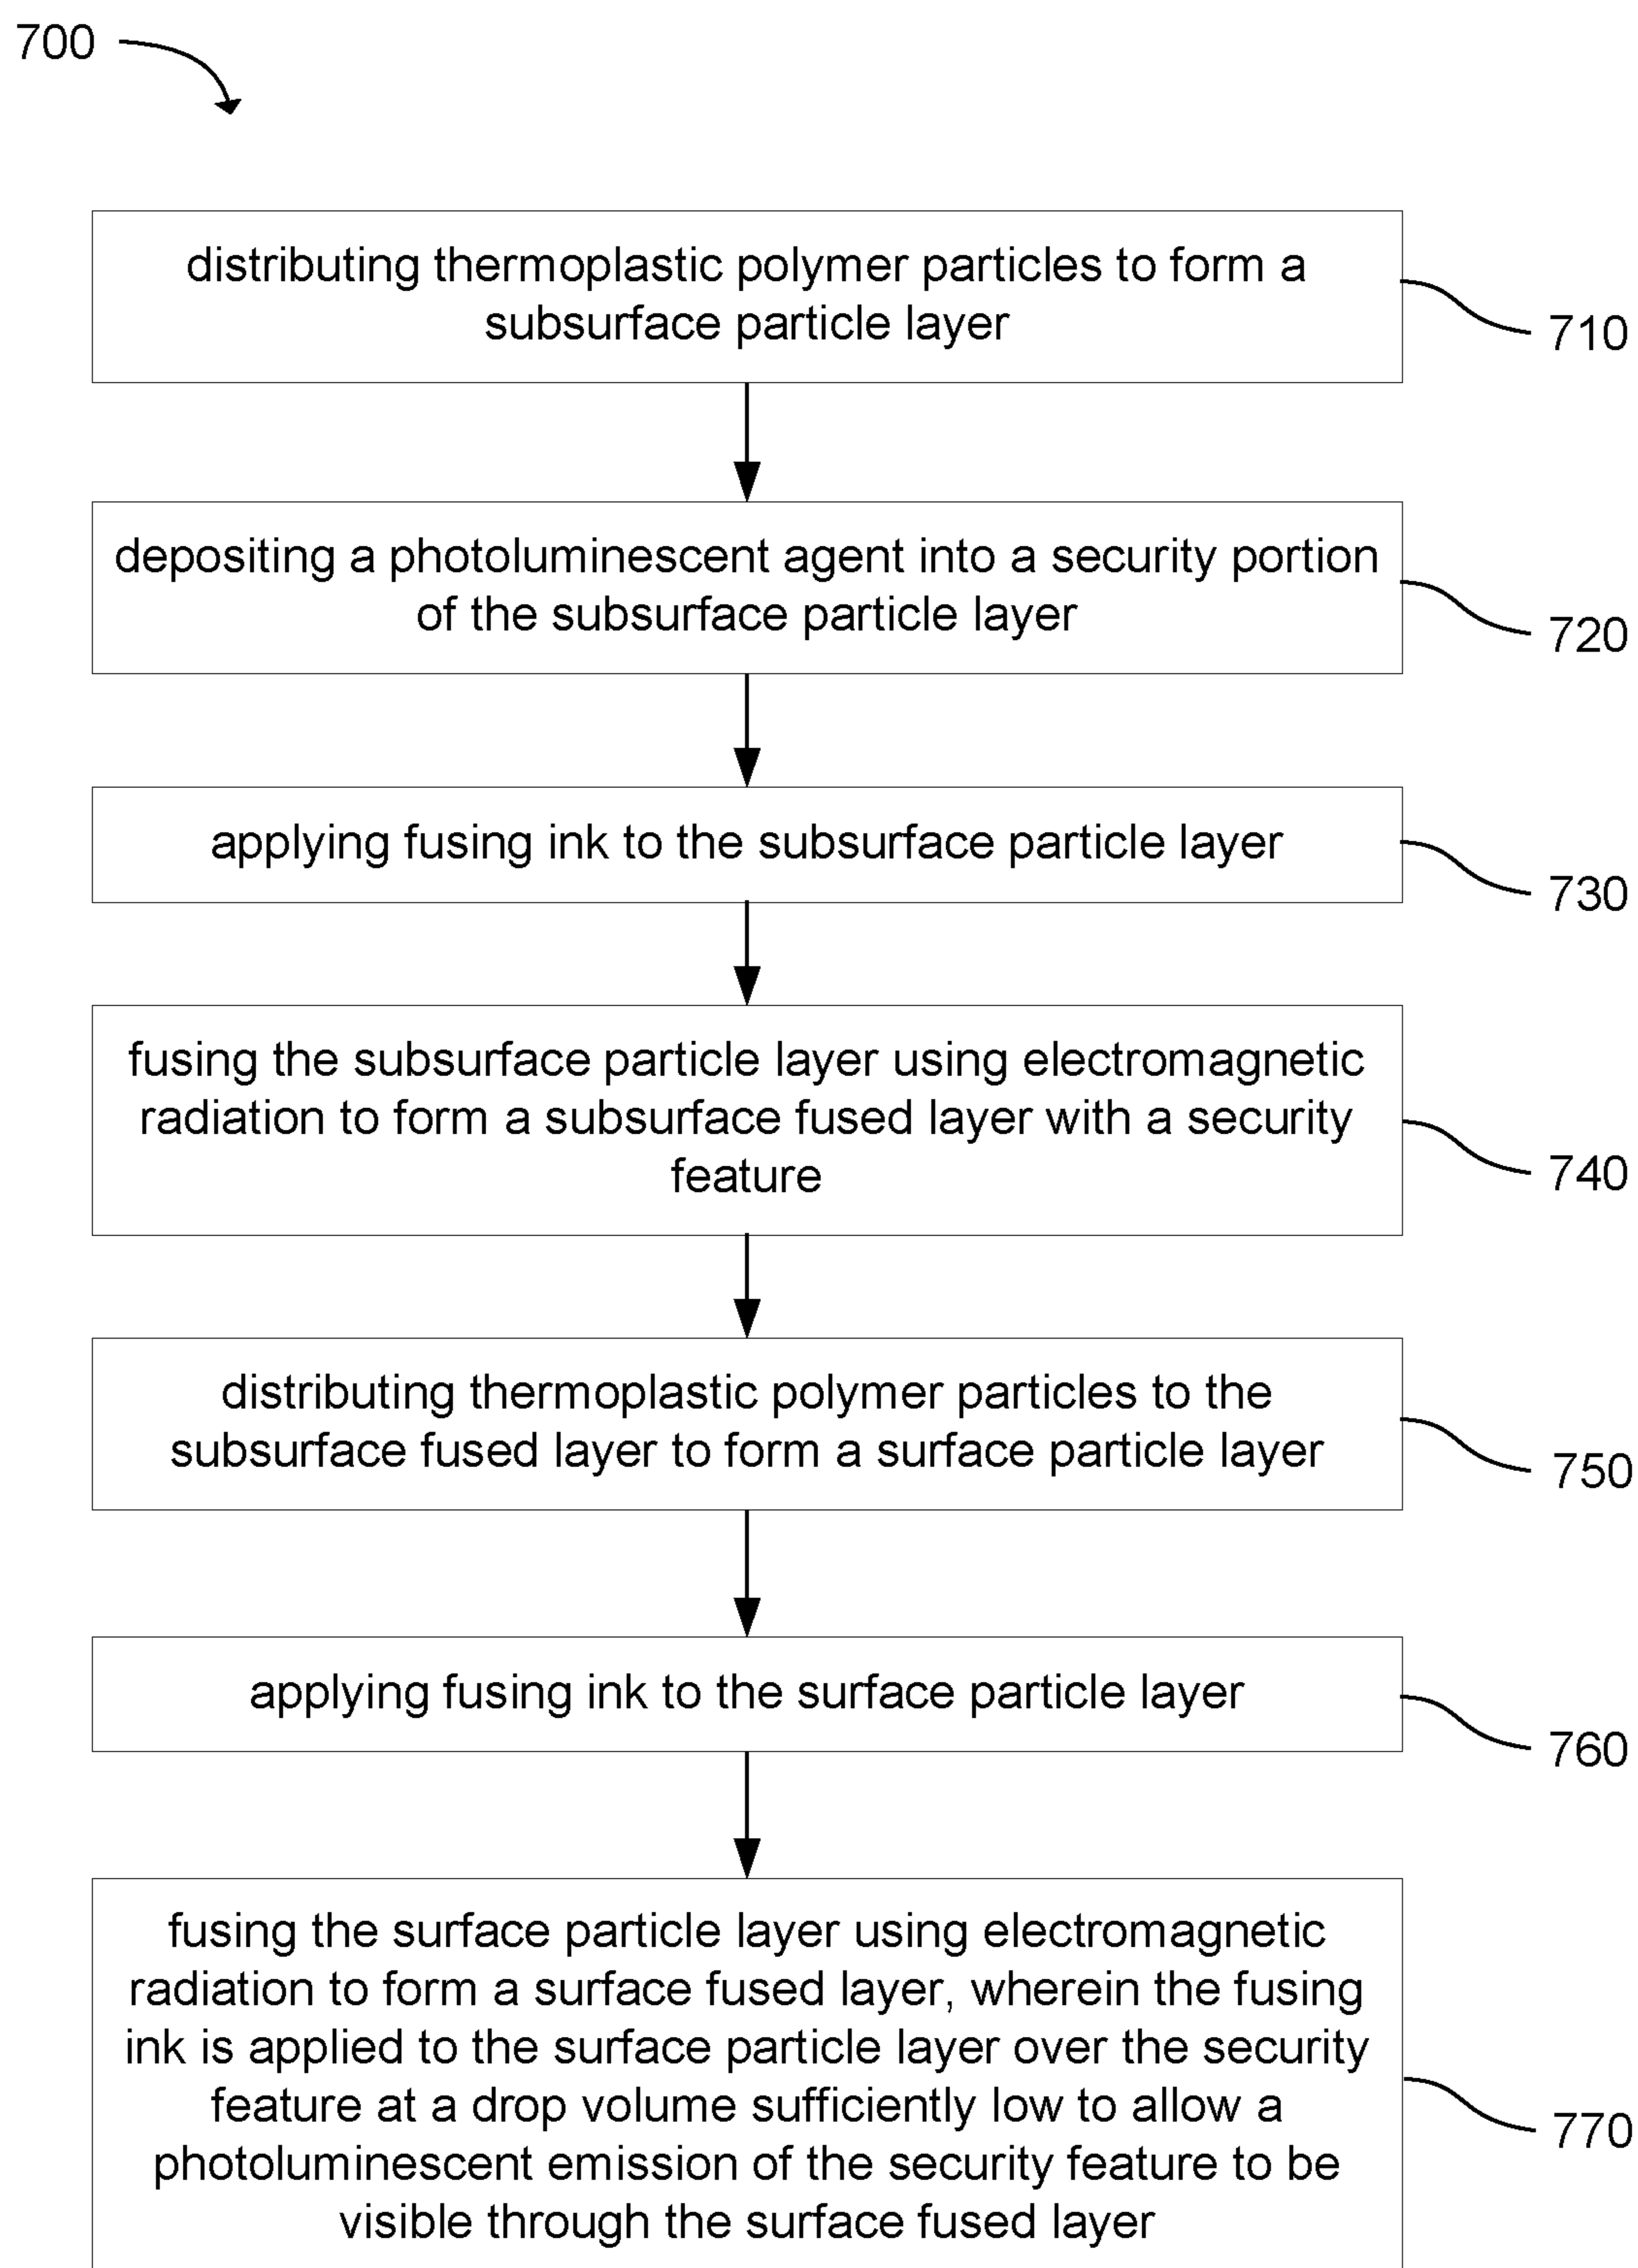 700
distributing thermoplastic polymer particles to form a
subsurface particle layer
710
depositing a photoluminescent agent into a security portion
of the subsurface particle layer
720
applying fusing ink to the subsurface particle layer
730
fusing the subsurface particle layer using electromagnetic
radiation to form a subsurface fused layer with a security
feature
740
distributing thermoplastic polymer particles to the
subsurface fused layer to form a surface particle layer
750
applying fusing ink to the surface particle layer
760
fusing the surface particle layer using electromagnetic
radiation to form a surface fused layer, wherein the fusing
ink is applied to the surface particle layer over the security
feature at a drop volume sufficiently low to allow a
photoluminescent emission of the security feature to be
visible through the surface fused layer
770